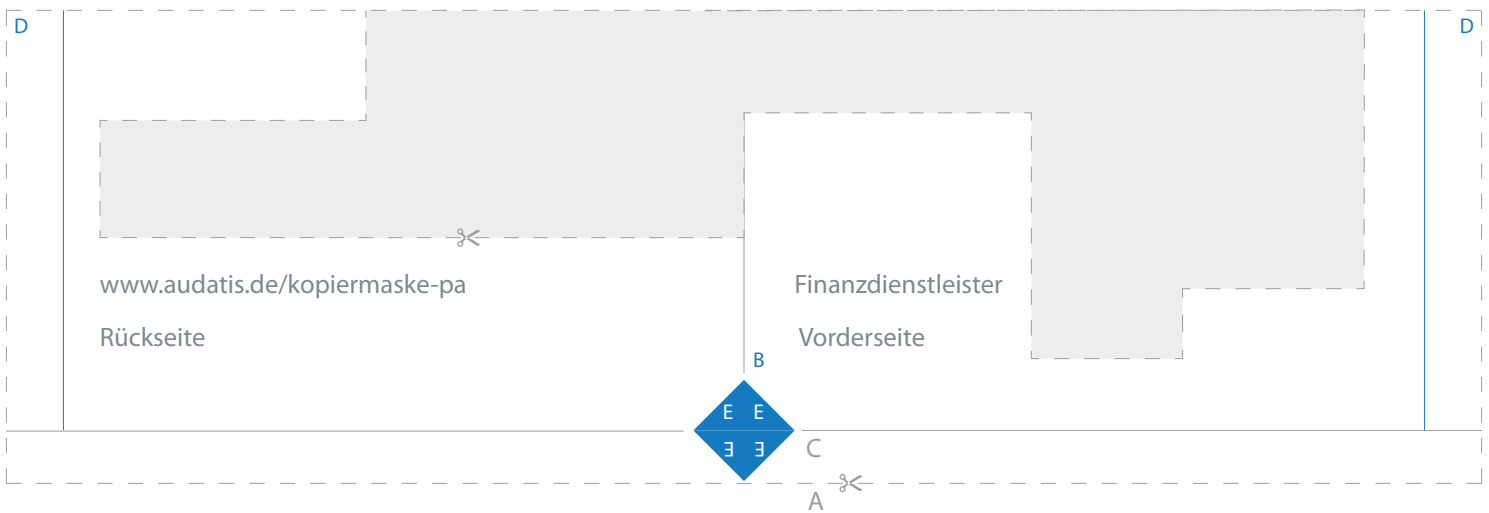 D D
www.audatis.de/kopiermaske-pa Finanzdienstleister
Rückseite Vorderseite
B
E E
E E
C
A